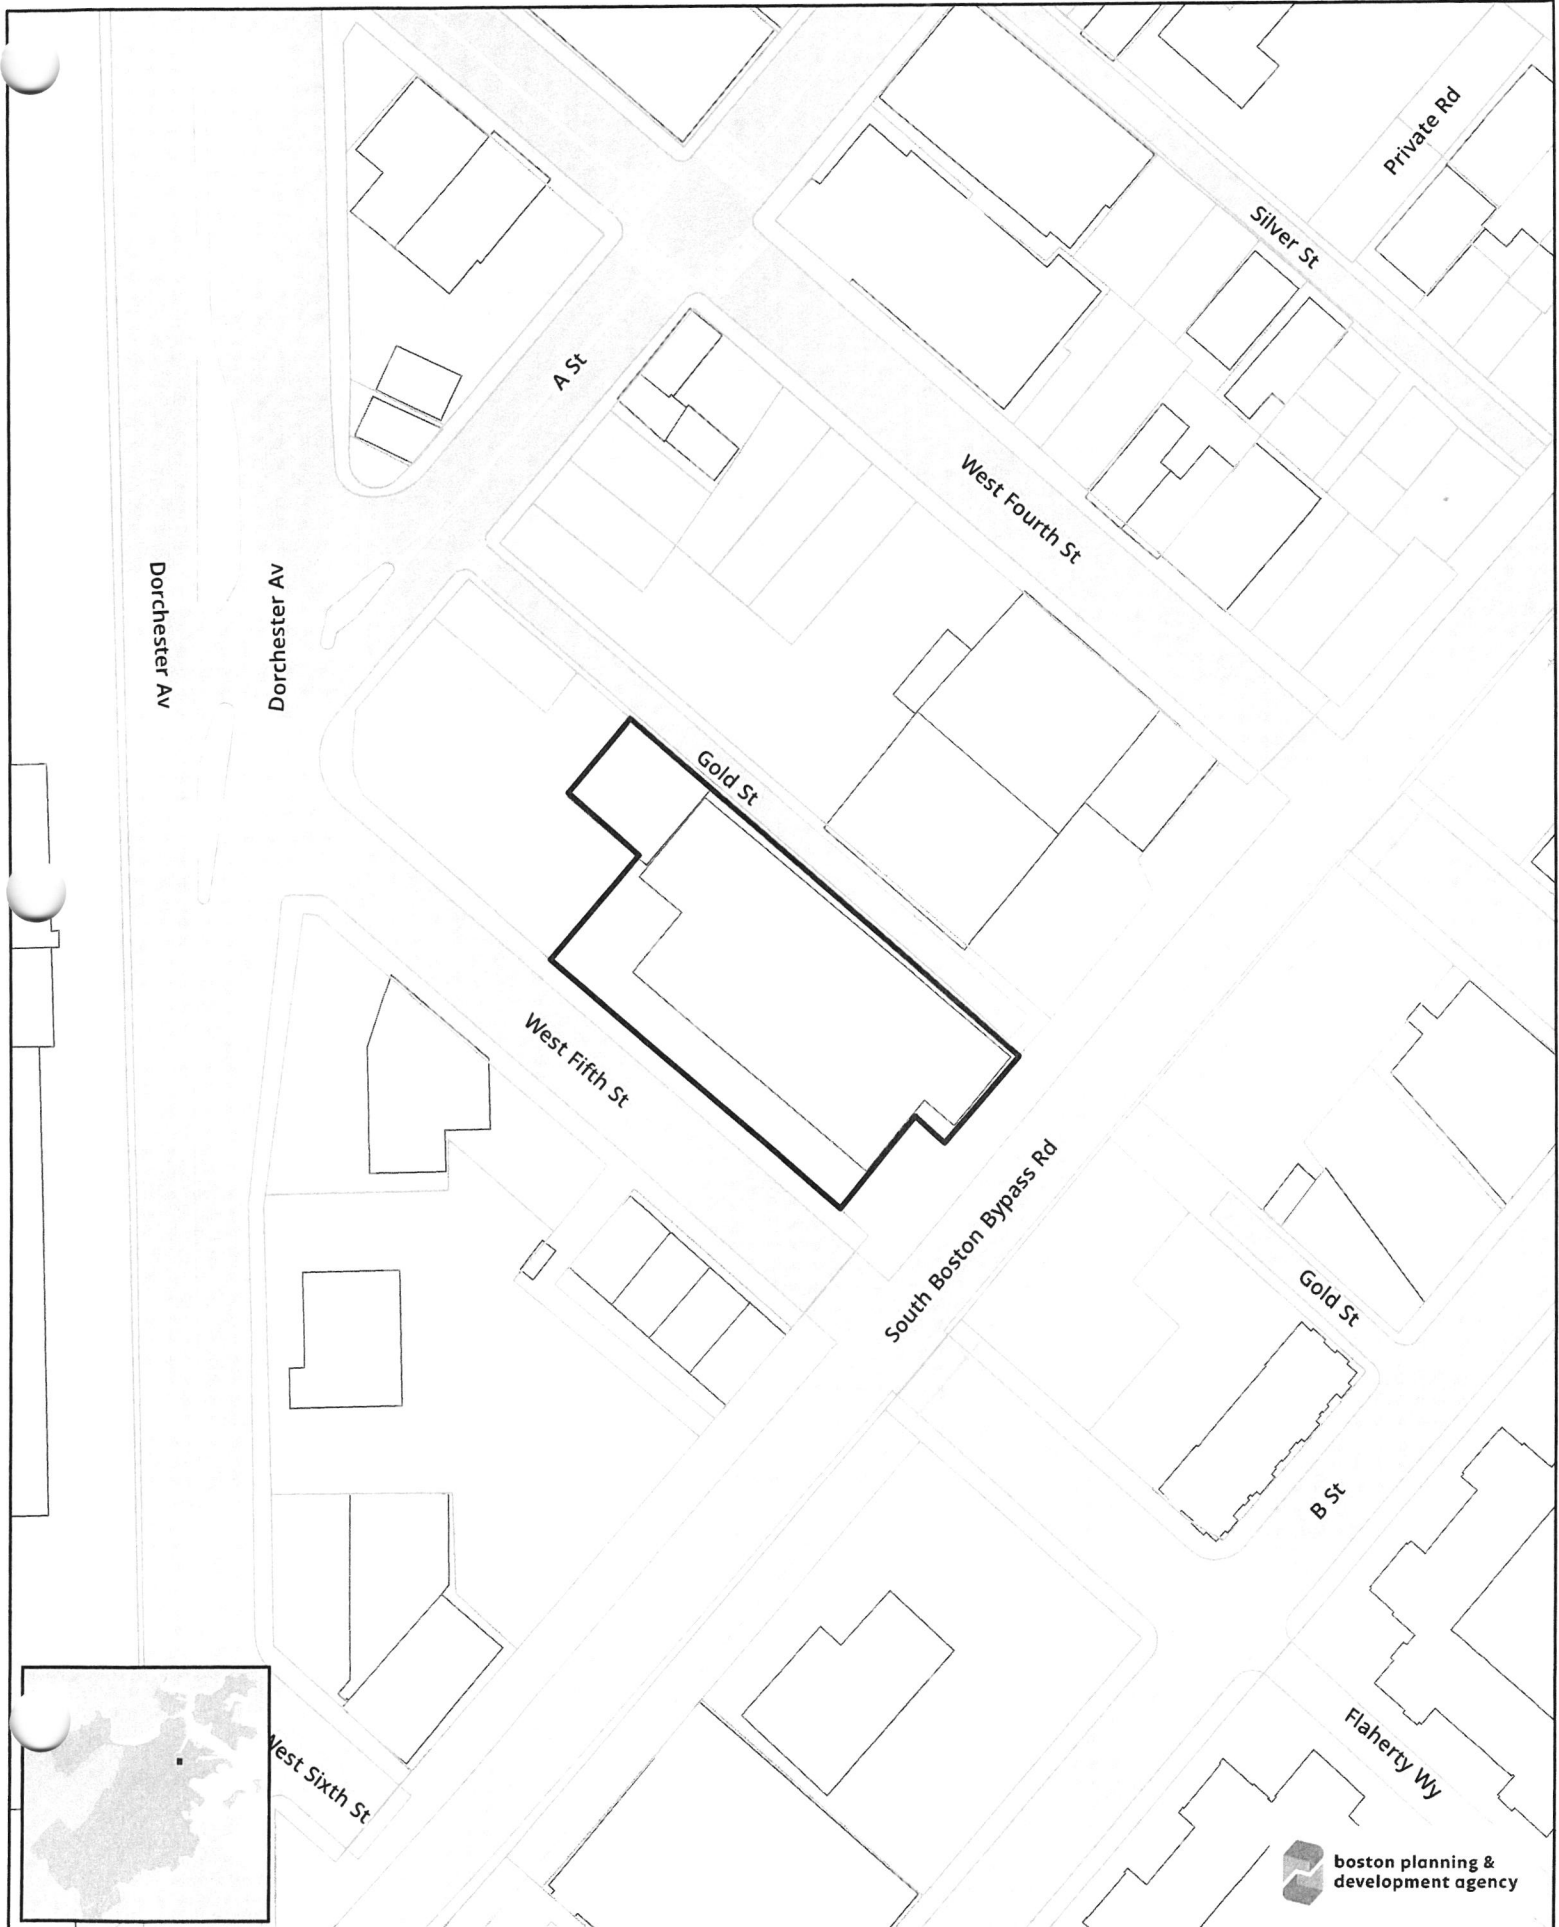 Private Rd
Silver St
A St
West Fourth St
Dorchester Av
Dorchester Av
Gold St
West Fifth St
South Boston Bypass Rd
Gold St
B St
West Sixth St
Flaherty Wy
boston planning &
development agency